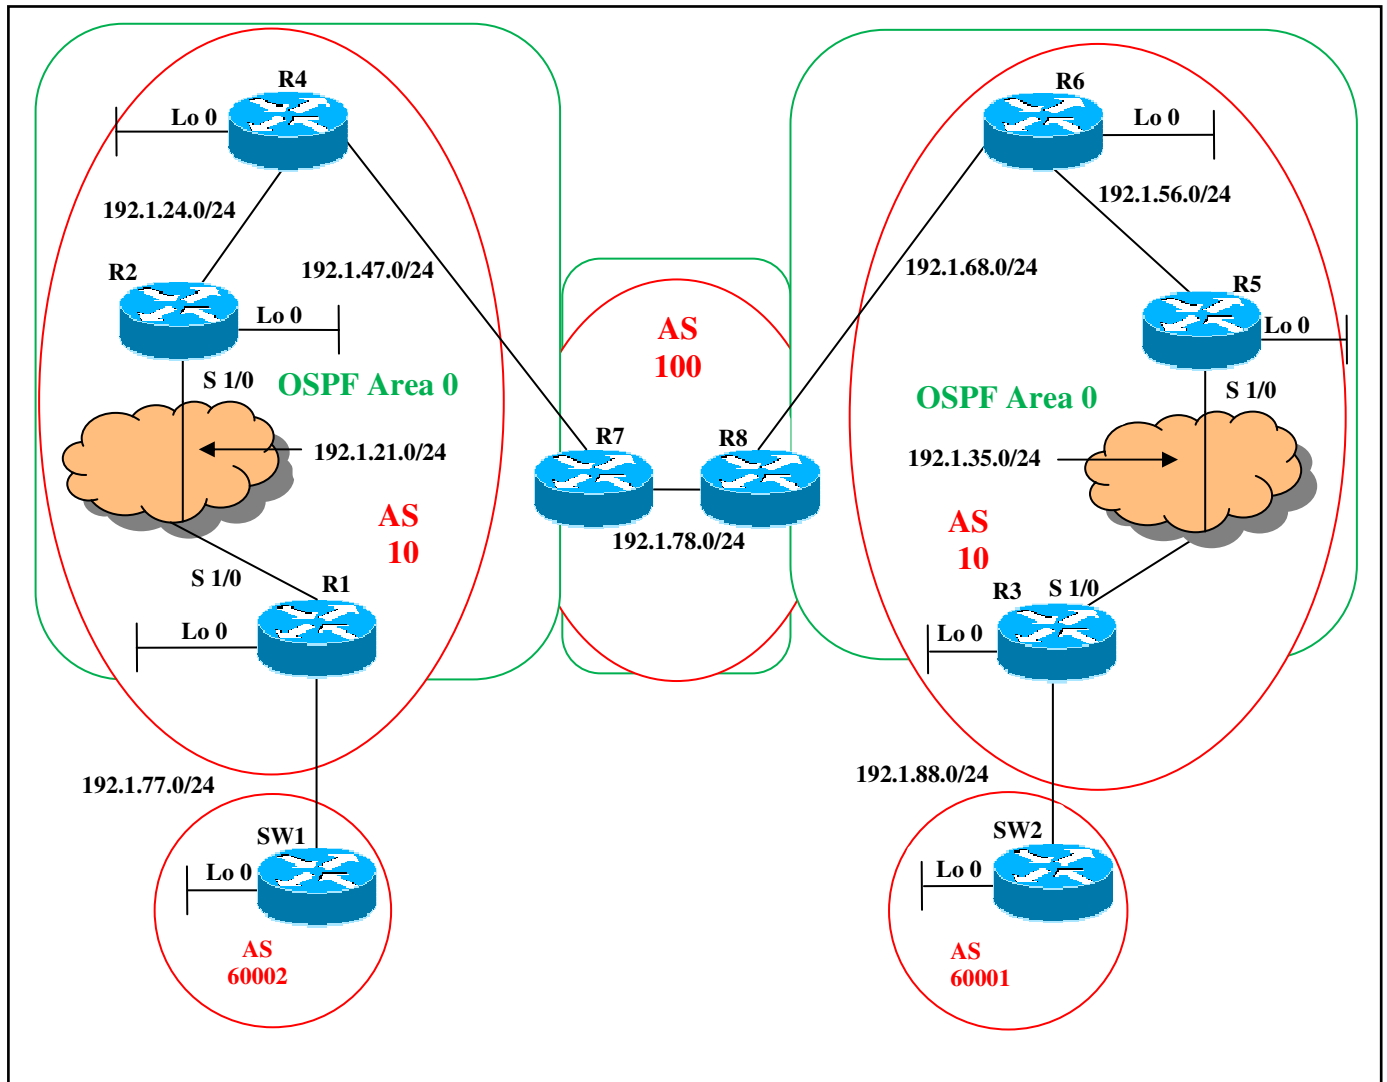 R4
Lo 0
192.1.24.0/24
R2
Lo 0
192.1.47.0/24
S 1/0
OSPF Area 0
192.1.21.0/24
AS
10
S 1/0
R1
Lo 0
192.1.77.0/24
SW1
Lo 0
AS
60002
AS
100
R7
R8
192.1.78.0/24
R6
Lo 0
192.1.56.0/24
192.1.68.0/24
R5
Lo 0
S 1/0
OSPF Area 0
192.1.35.0/24
AS
10
R3
S 1/0
Lo 0
192.1.88.0/24
SW2
Lo 0
AS
60001